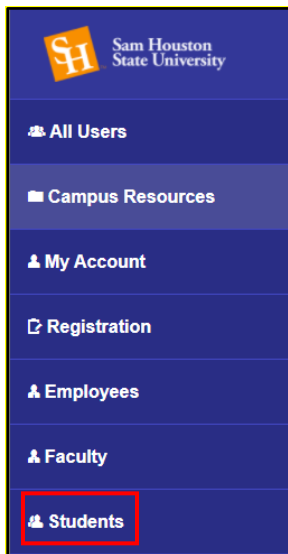 SH
Sam Houston
State University
All Users
Campus Resources
My Account
Registration
Employees
Faculty
Students